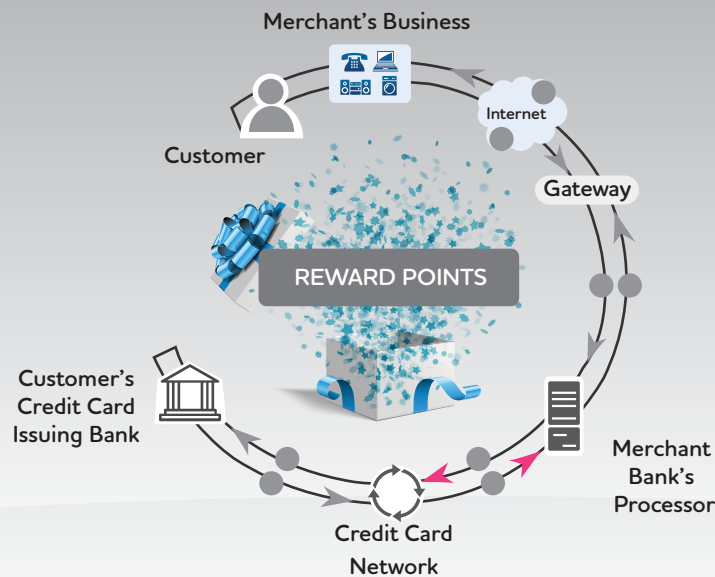 Merchant's Business
Internet
Customer
Gateway
REWARD POINTS
Customer's
Credit Card
Issuing Bank
Merchant
Bank's
Processor
Credit Card
Network